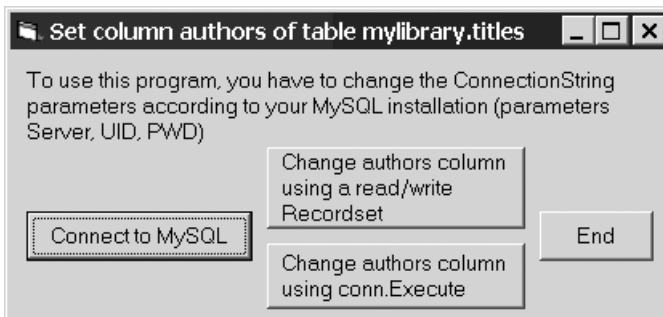 Set column authors of table mylibrary.titles
To use this program, you have to change the ConnectionString
parameters according to your MySQL installation (parameters
Server, UID, PWD)
Change authors column
using a read/write
Recordset
Connect to MySQL
End
Change authors column
using conn.Execute